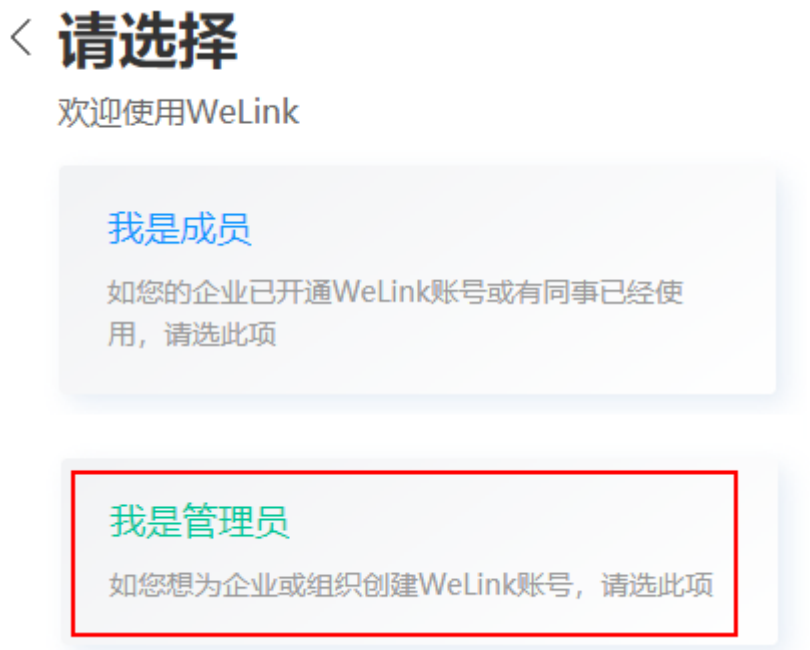 请选择
欢迎使用WeLink
我是成员
如您的企业已开通WeLink账号或有同事已经使
用，请选此项
我是管理员
如您想为企业或组织创建WeLink账号，请选此项